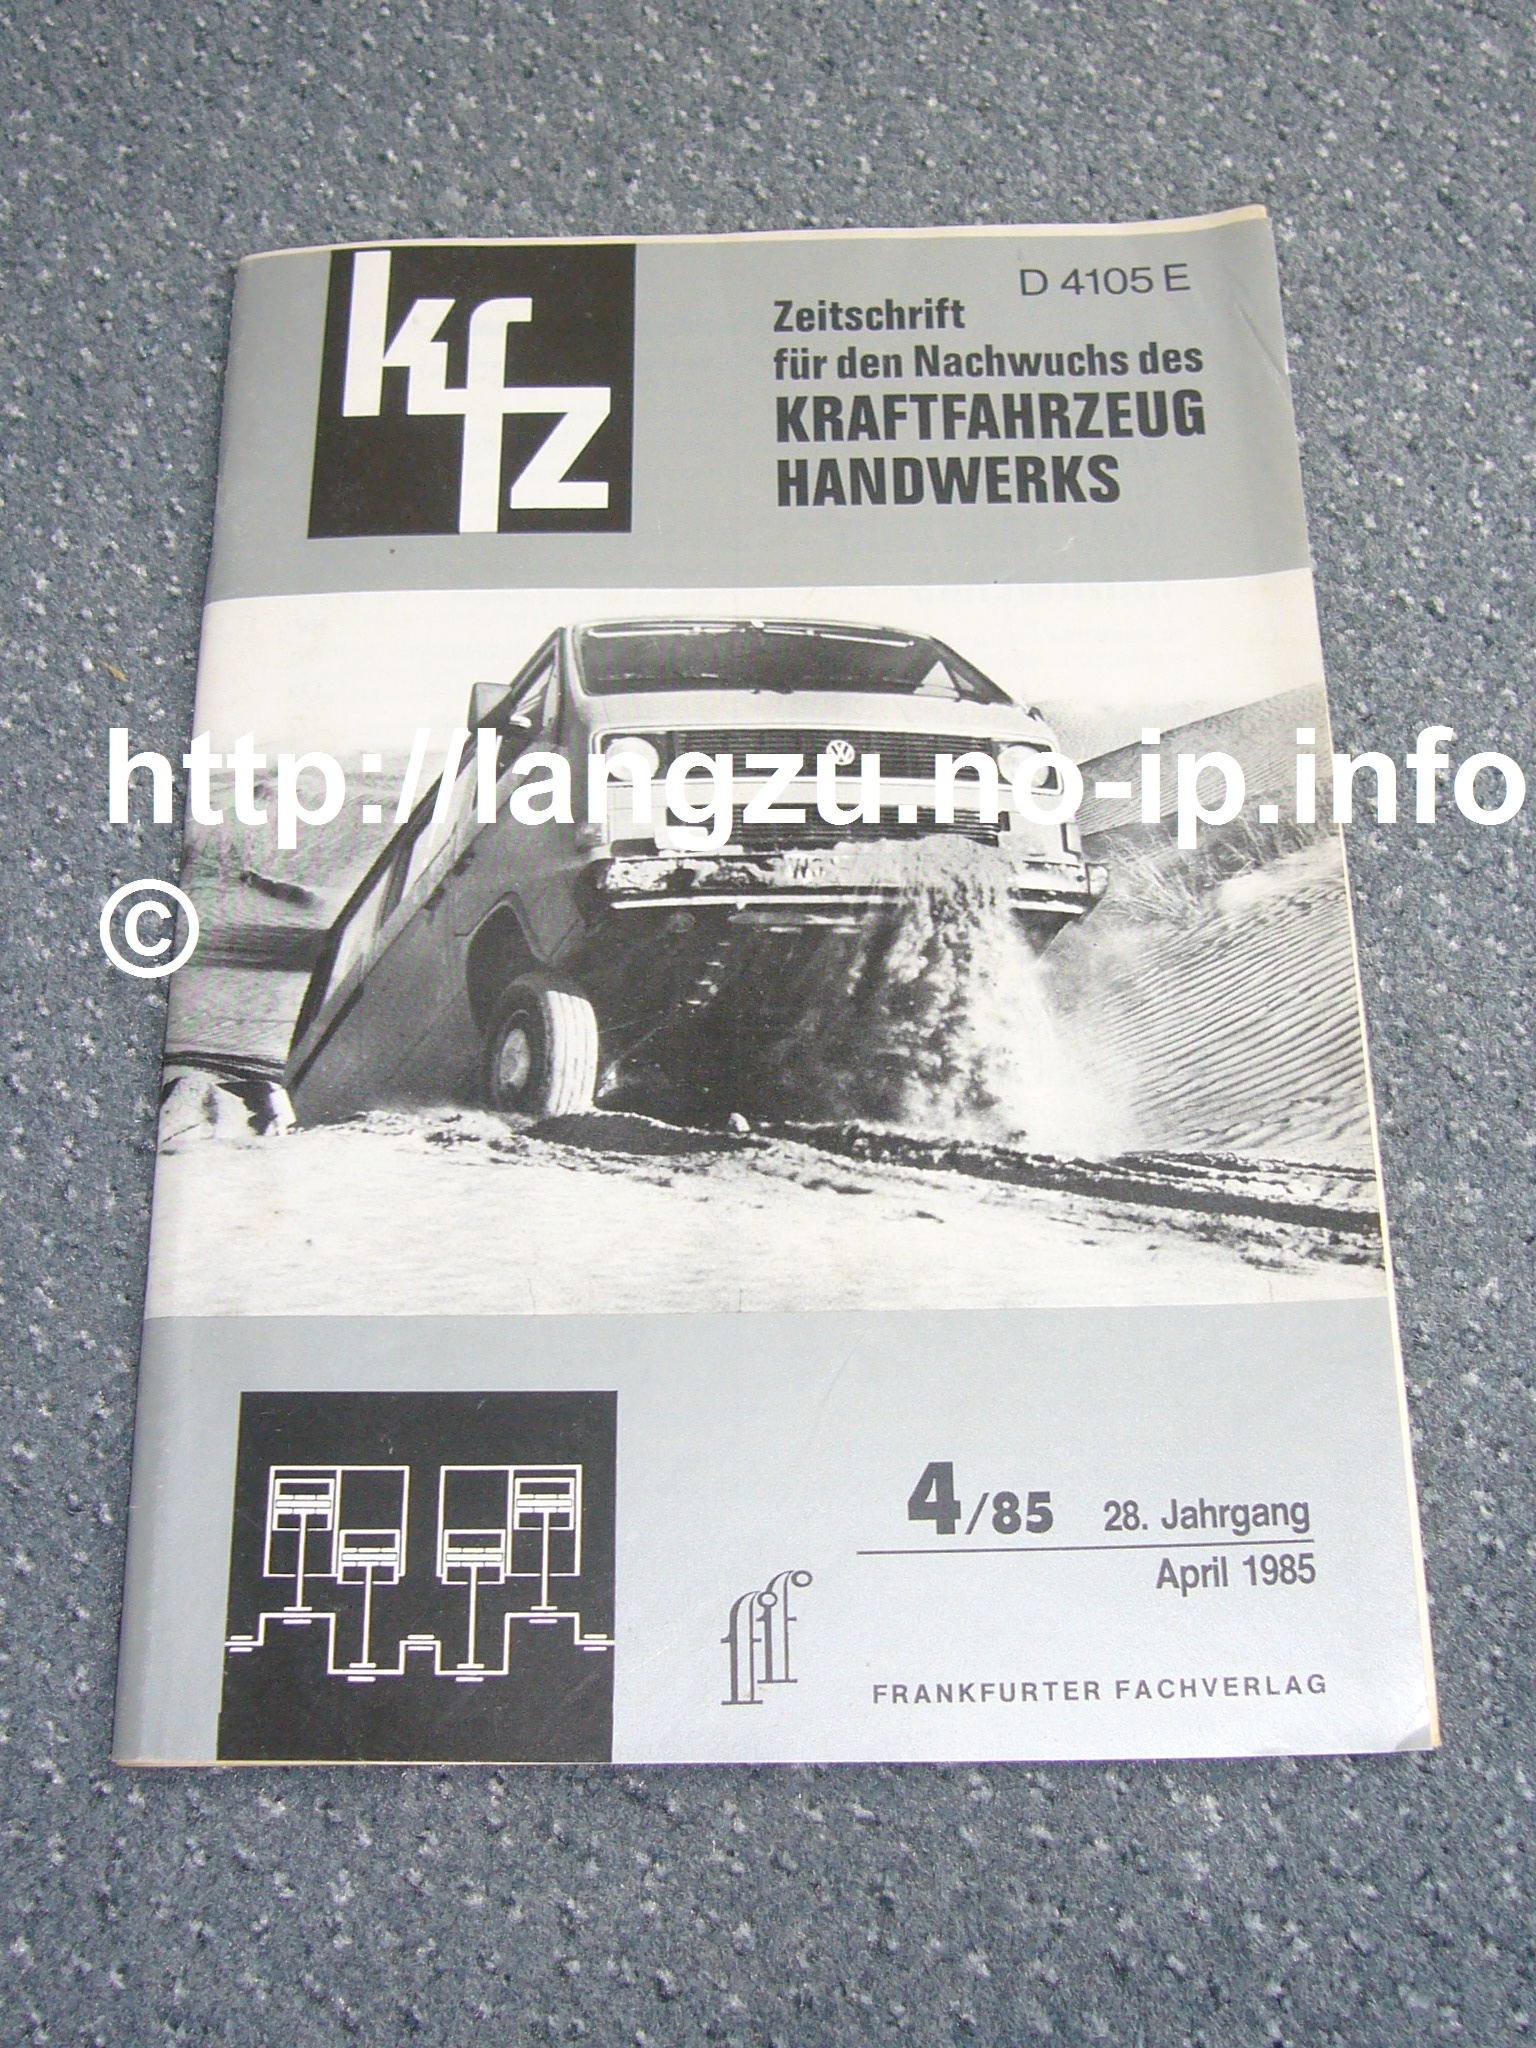 kfz
D 4105 E
Zeitschrift
für den Nachwuchs des
KRAFTFAHRZEUG
HANDWERKS
http://langzu.no-ip.info
©
4/85 28. Jahrgang
April 1985
ff
FRANKFURTER FACHVERLAG